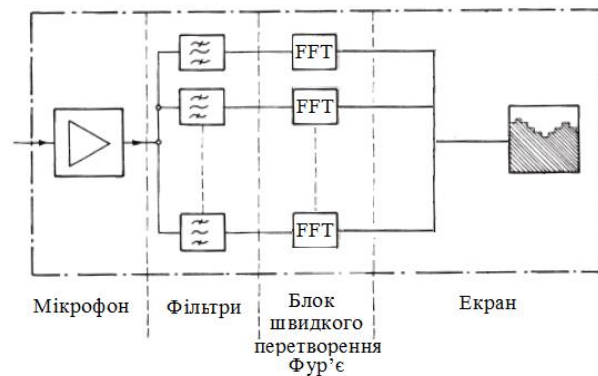 FFT
FFT
FFT
Мікрофон
Фільтри
Блок
швидкого
перетворення
Фур’є
Екран